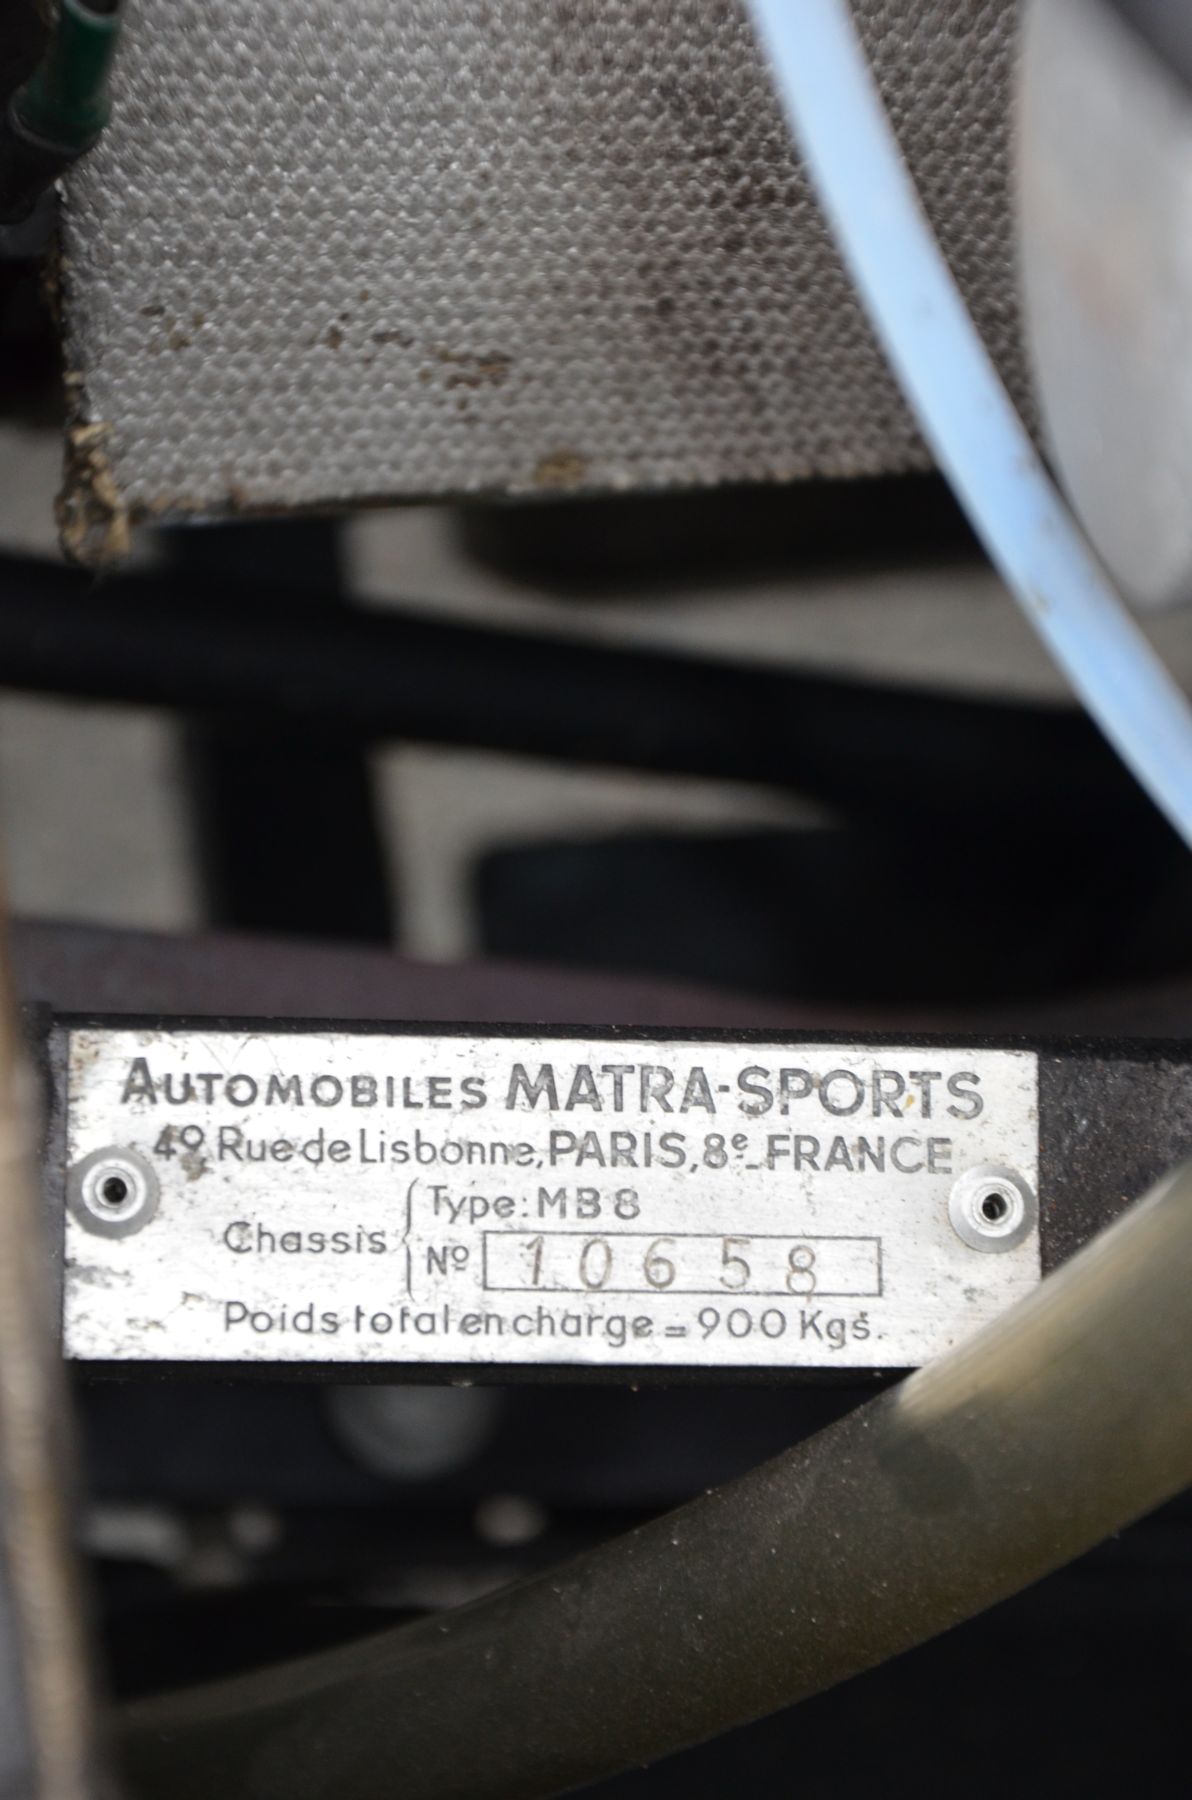 AUTOMOBILES MATRA-SPORTS
49, Rue de Lisbonne, PARIS, 8e_FRANCE
Chassis
Type: MB8
No 10658
Poids total en charge = 900 Kgs.